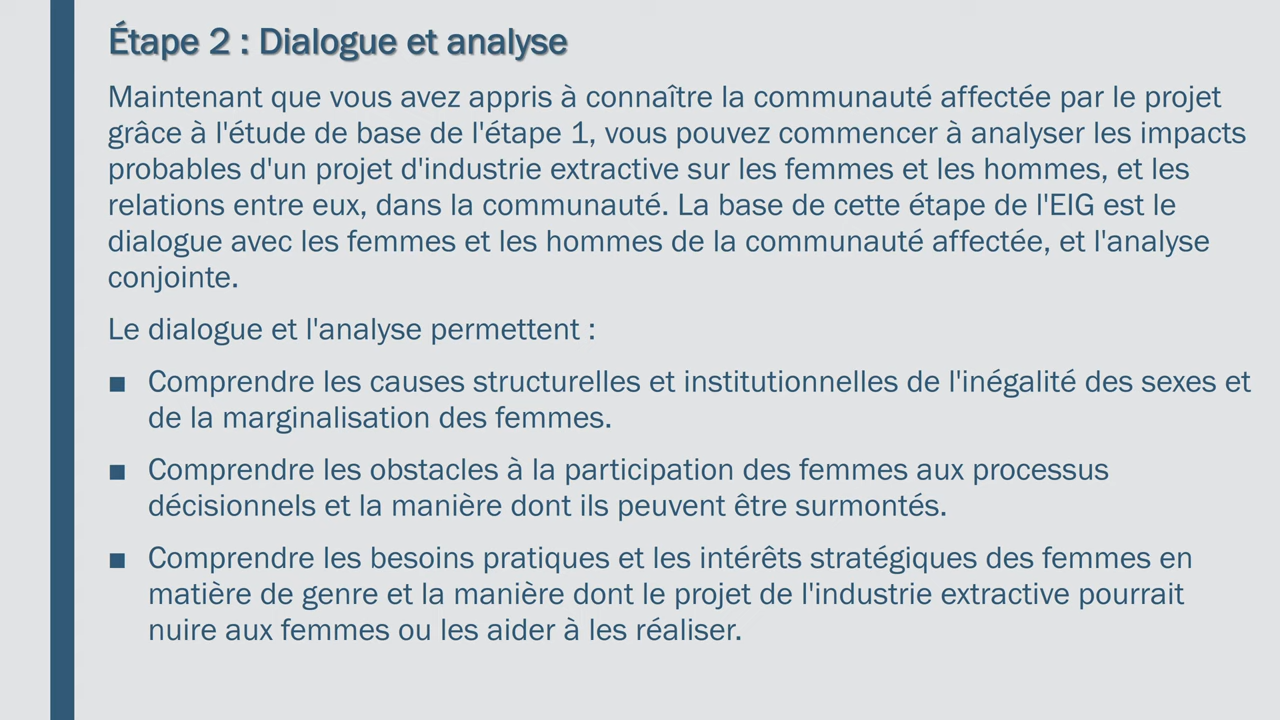 Étape 2 : Dialogue et analyse
Maintenant que vous avez appris à connaître la communauté affectée par le projet
grâce à l'étude de base de l'étape 1, vous pouvez commencer à analyser les impacts
probables d'un projet d'industrie extractive sur les femmes et les hommes, et les
relations entre eux, dans la communauté. La base de cette étape de l'EIG est le
dialogue avec les femmes et les hommes de la communauté affectée, et l'analyse
conjointe.
Le dialogue et l'analyse permettent :
■ Comprendre les causes structurelles et institutionnelles de l'inégalité des sexes et
de la marginalisation des femmes.
■ Comprendre les obstacles à la participation des femmes aux processus
décisionnels et la manière dont ils peuvent être surmontés.
■ Comprendre les besoins pratiques et les intérêts stratégiques des femmes en
matière de genre et la manière dont le projet de l'industrie extractive pourrait
nuire aux femmes ou les aider à les réaliser.